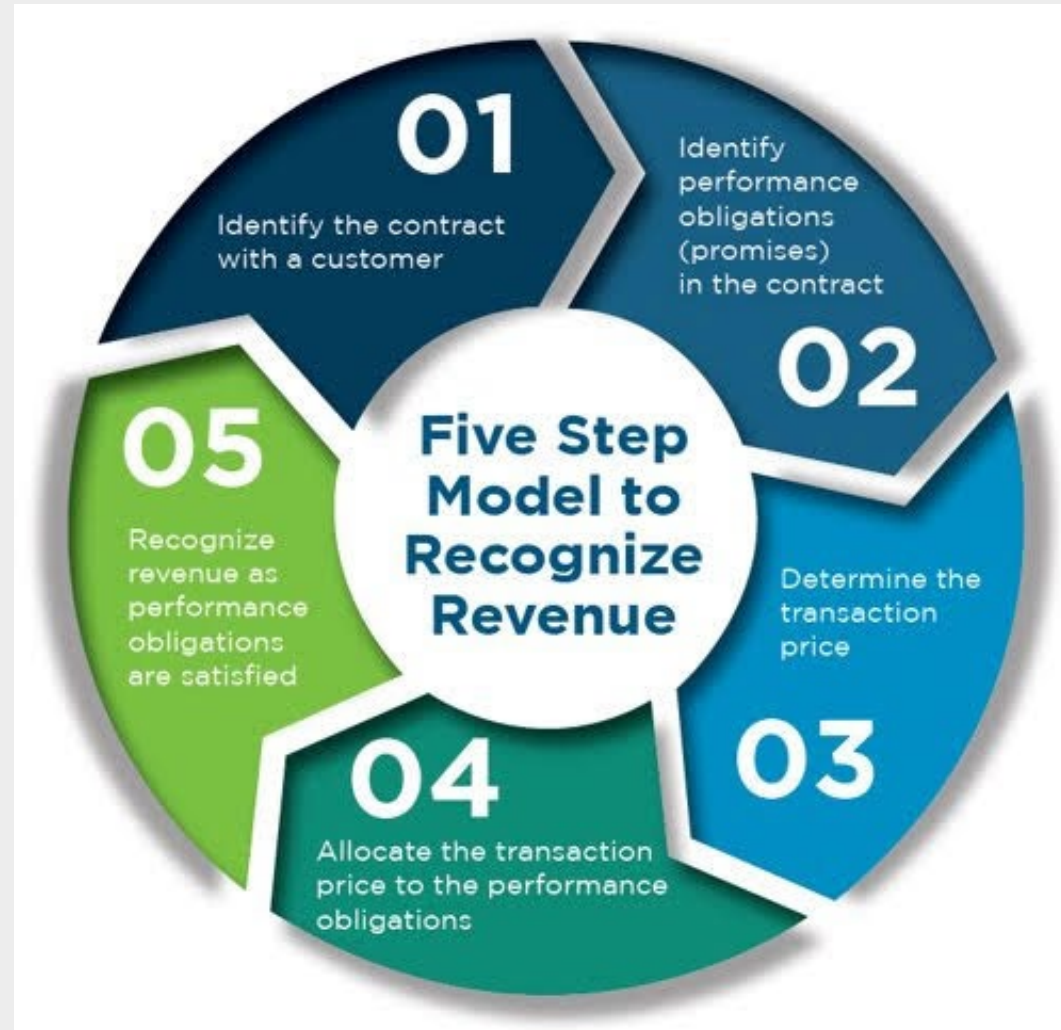 01
Identify the contract
with a customer
Identify
performance
obligations
(promises)
in the contract
02
Five Step
Model to
Recognize
Revenue
Determine the
transaction
price
03
04
Allocate the transaction
price to the performance
obligations
05
Recognize
revenue as
performance
obligations
are satisfied